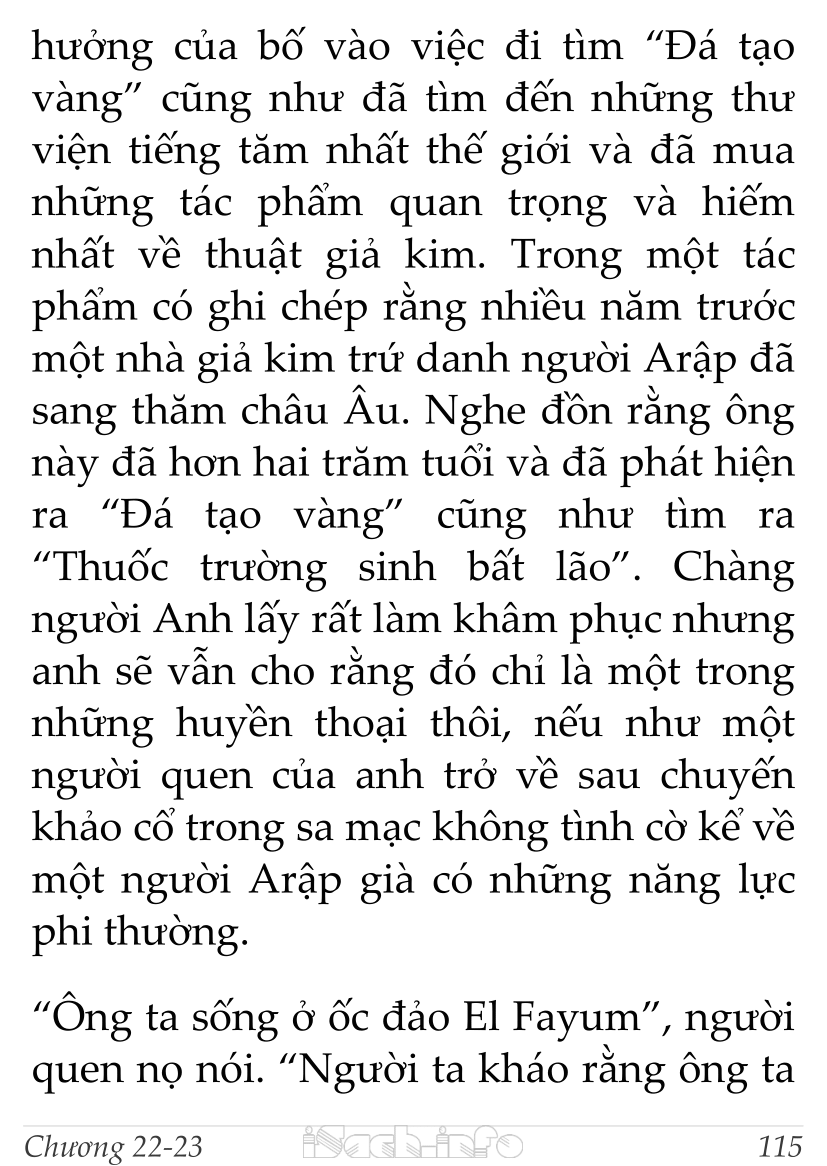 hưởng của bố vào việc đi tìm “Đá tạo
vàng” cũng như đã tìm đến những thư
viện tiếng tăm nhất thế giới và đã mua
những tác phẩm quan trọng và hiếm
nhất về thuật giả kim. Trong một tác
phẩm có ghi chép rằng nhiều năm trước
một nhà giả kim trứ danh người Arập đã
sang thăm châu Âu. Nghe đồn rằng ông
này đã hơn hai trăm tuổi và đã phát hiện
ra “Đá tạo vàng” cũng như tìm ra
“Thuốc trường sinh bất lão”. Chàng
người Anh lấy rất làm khâm phục nhưng
anh sẽ vẫn cho rằng đó chỉ là một trong
những huyền thoại thôi, nếu như một
người quen của anh trở về sau chuyến
khảo cổ trong sa mạc không tình cờ kể về
một người Arập già có những năng lực
phi thường.
“Ông ta sống ở ốc đảo El Fayum”, người
quen nọ nói. “Người ta kháo rằng ông ta
Chương 22-23 iSach.info 115